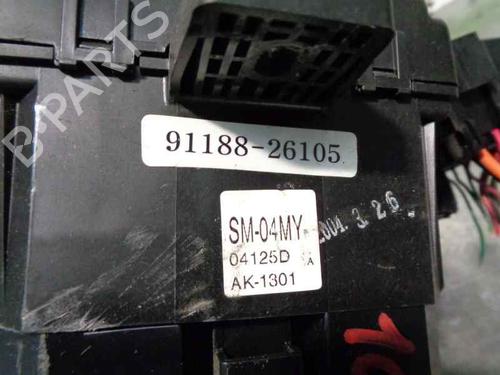 B-PARTS
91188-26105
SM-04MY
04125D
A
AK-1301
2004. 3. 26